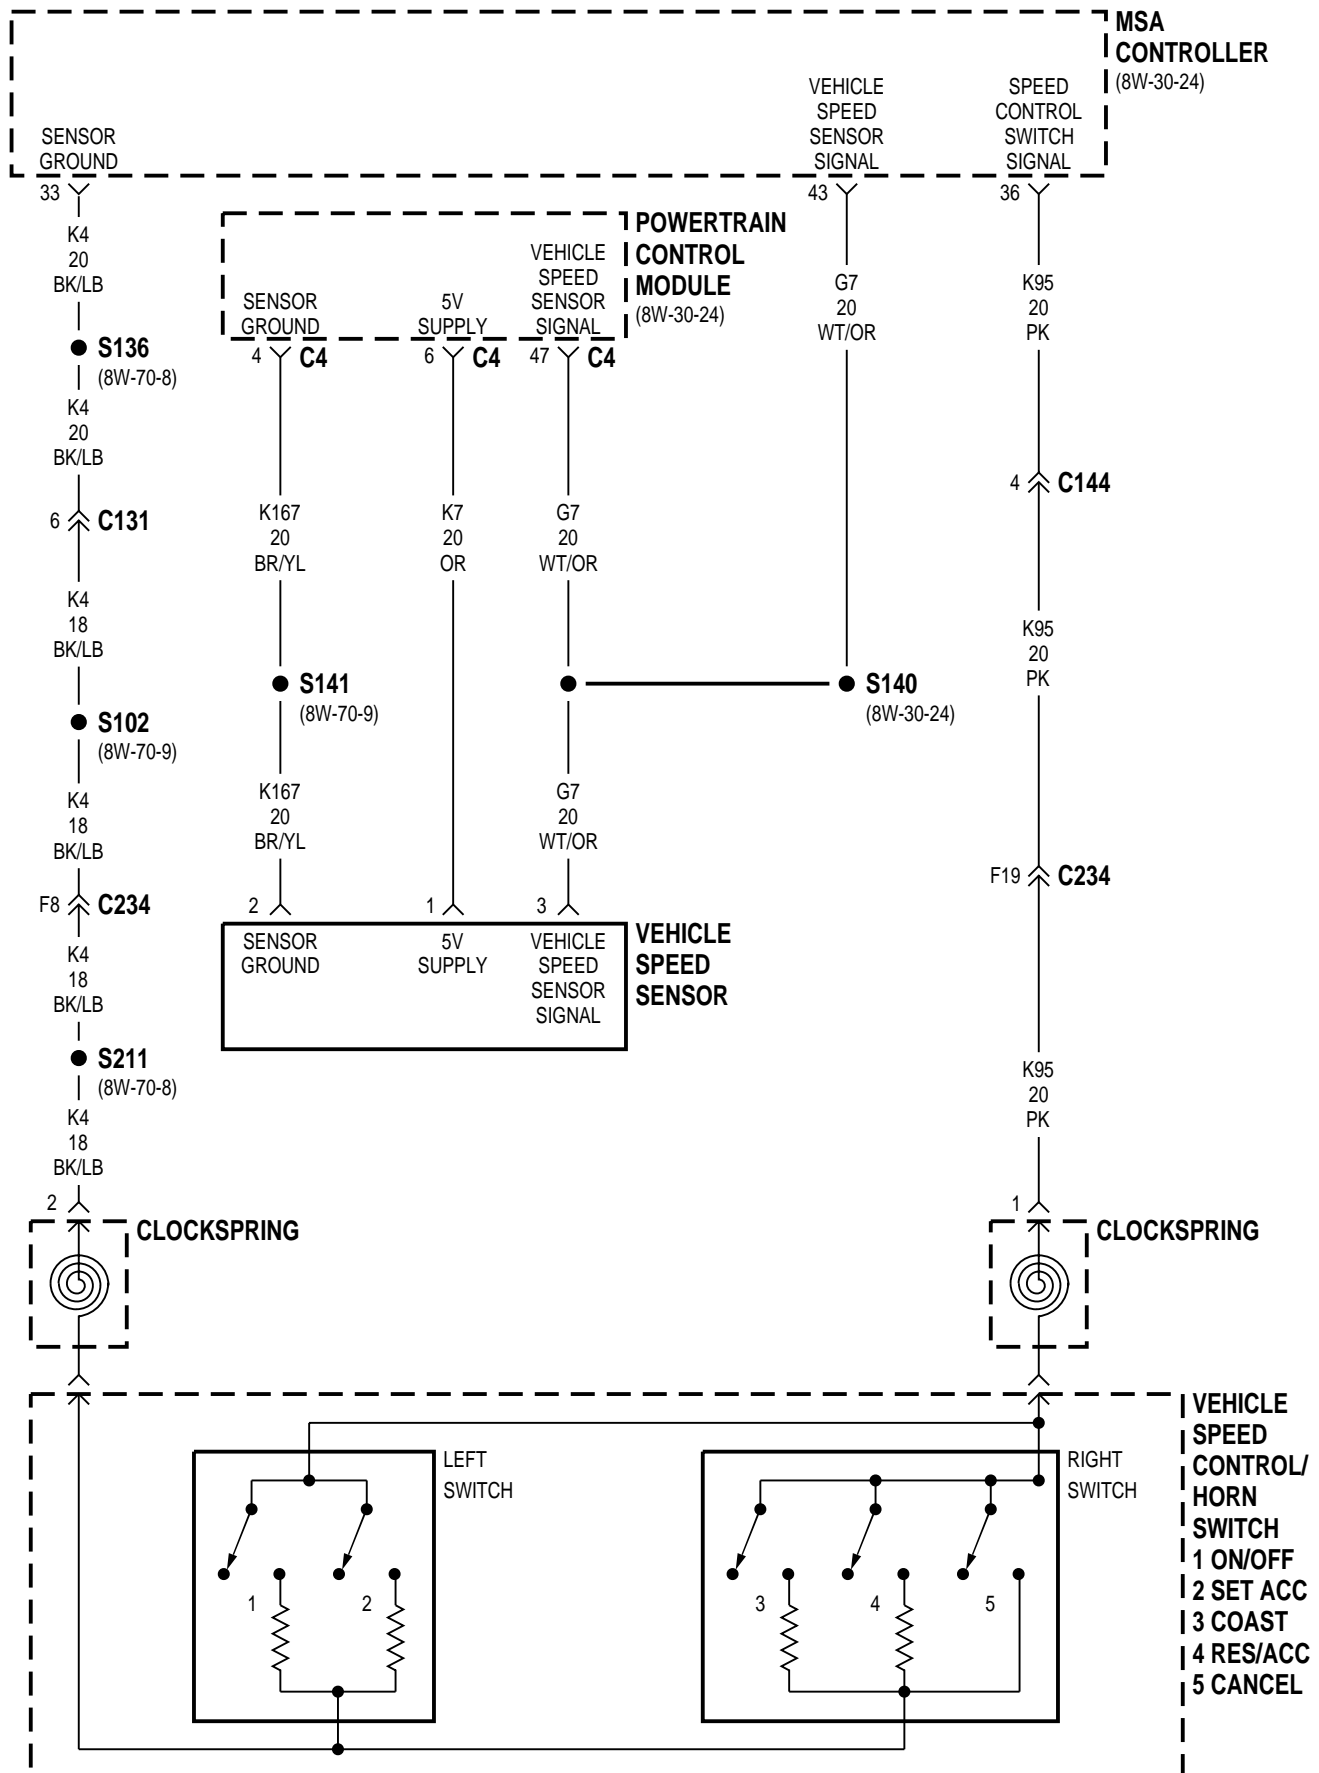 MSA
CONTROLLER
(8W-30-24)
SENSOR
GROUND
VEHICLE
SPEED
SENSOR
SIGNAL
SPEED
CONTROL
SWITCH
SIGNAL
33
43
36
K4
20
BK/LB
POWERTRAIN
CONTROL
MODULE
(8W-30-24)
SENSOR
GROUND
5V
SUPPLY
VEHICLE
SPEED
SENSOR
SIGNAL
G7
20
WT/OR
K95
20
PK
S136
(8W-70-8)
4
C4
6
C4
47
C4
K4
20
BK/LB
6
C131
K167
20
BR/YL
K7
20
OR
G7
20
WT/OR
4
C144
K4
18
BK/LB
K95
20
PK
S141
(8W-70-9)
S140
(8W-30-24)
S102
(8W-70-9)
K4
18
BK/LB
K167
20
BR/YL
G7
20
WT/OR
F8
C234
2
1
3
F19
C234
SENSOR
GROUND
5V
SUPPLY
VEHICLE
SPEED
SENSOR
SIGNAL
VEHICLE
SPEED
SENSOR
K4
18
BK/LB
S211
(8W-70-8)
K4
18
BK/LB
K95
20
PK
2
CLOCKSPRING
1
CLOCKSPRING
LEFT
SWITCH
RIGHT
SWITCH
1
2
3
4
5
VEHICLE
SPEED
CONTROL/
HORN
SWITCH
1 ON/OFF
2 SET ACC
3 COAST
4 RES/ACC
5 CANCEL